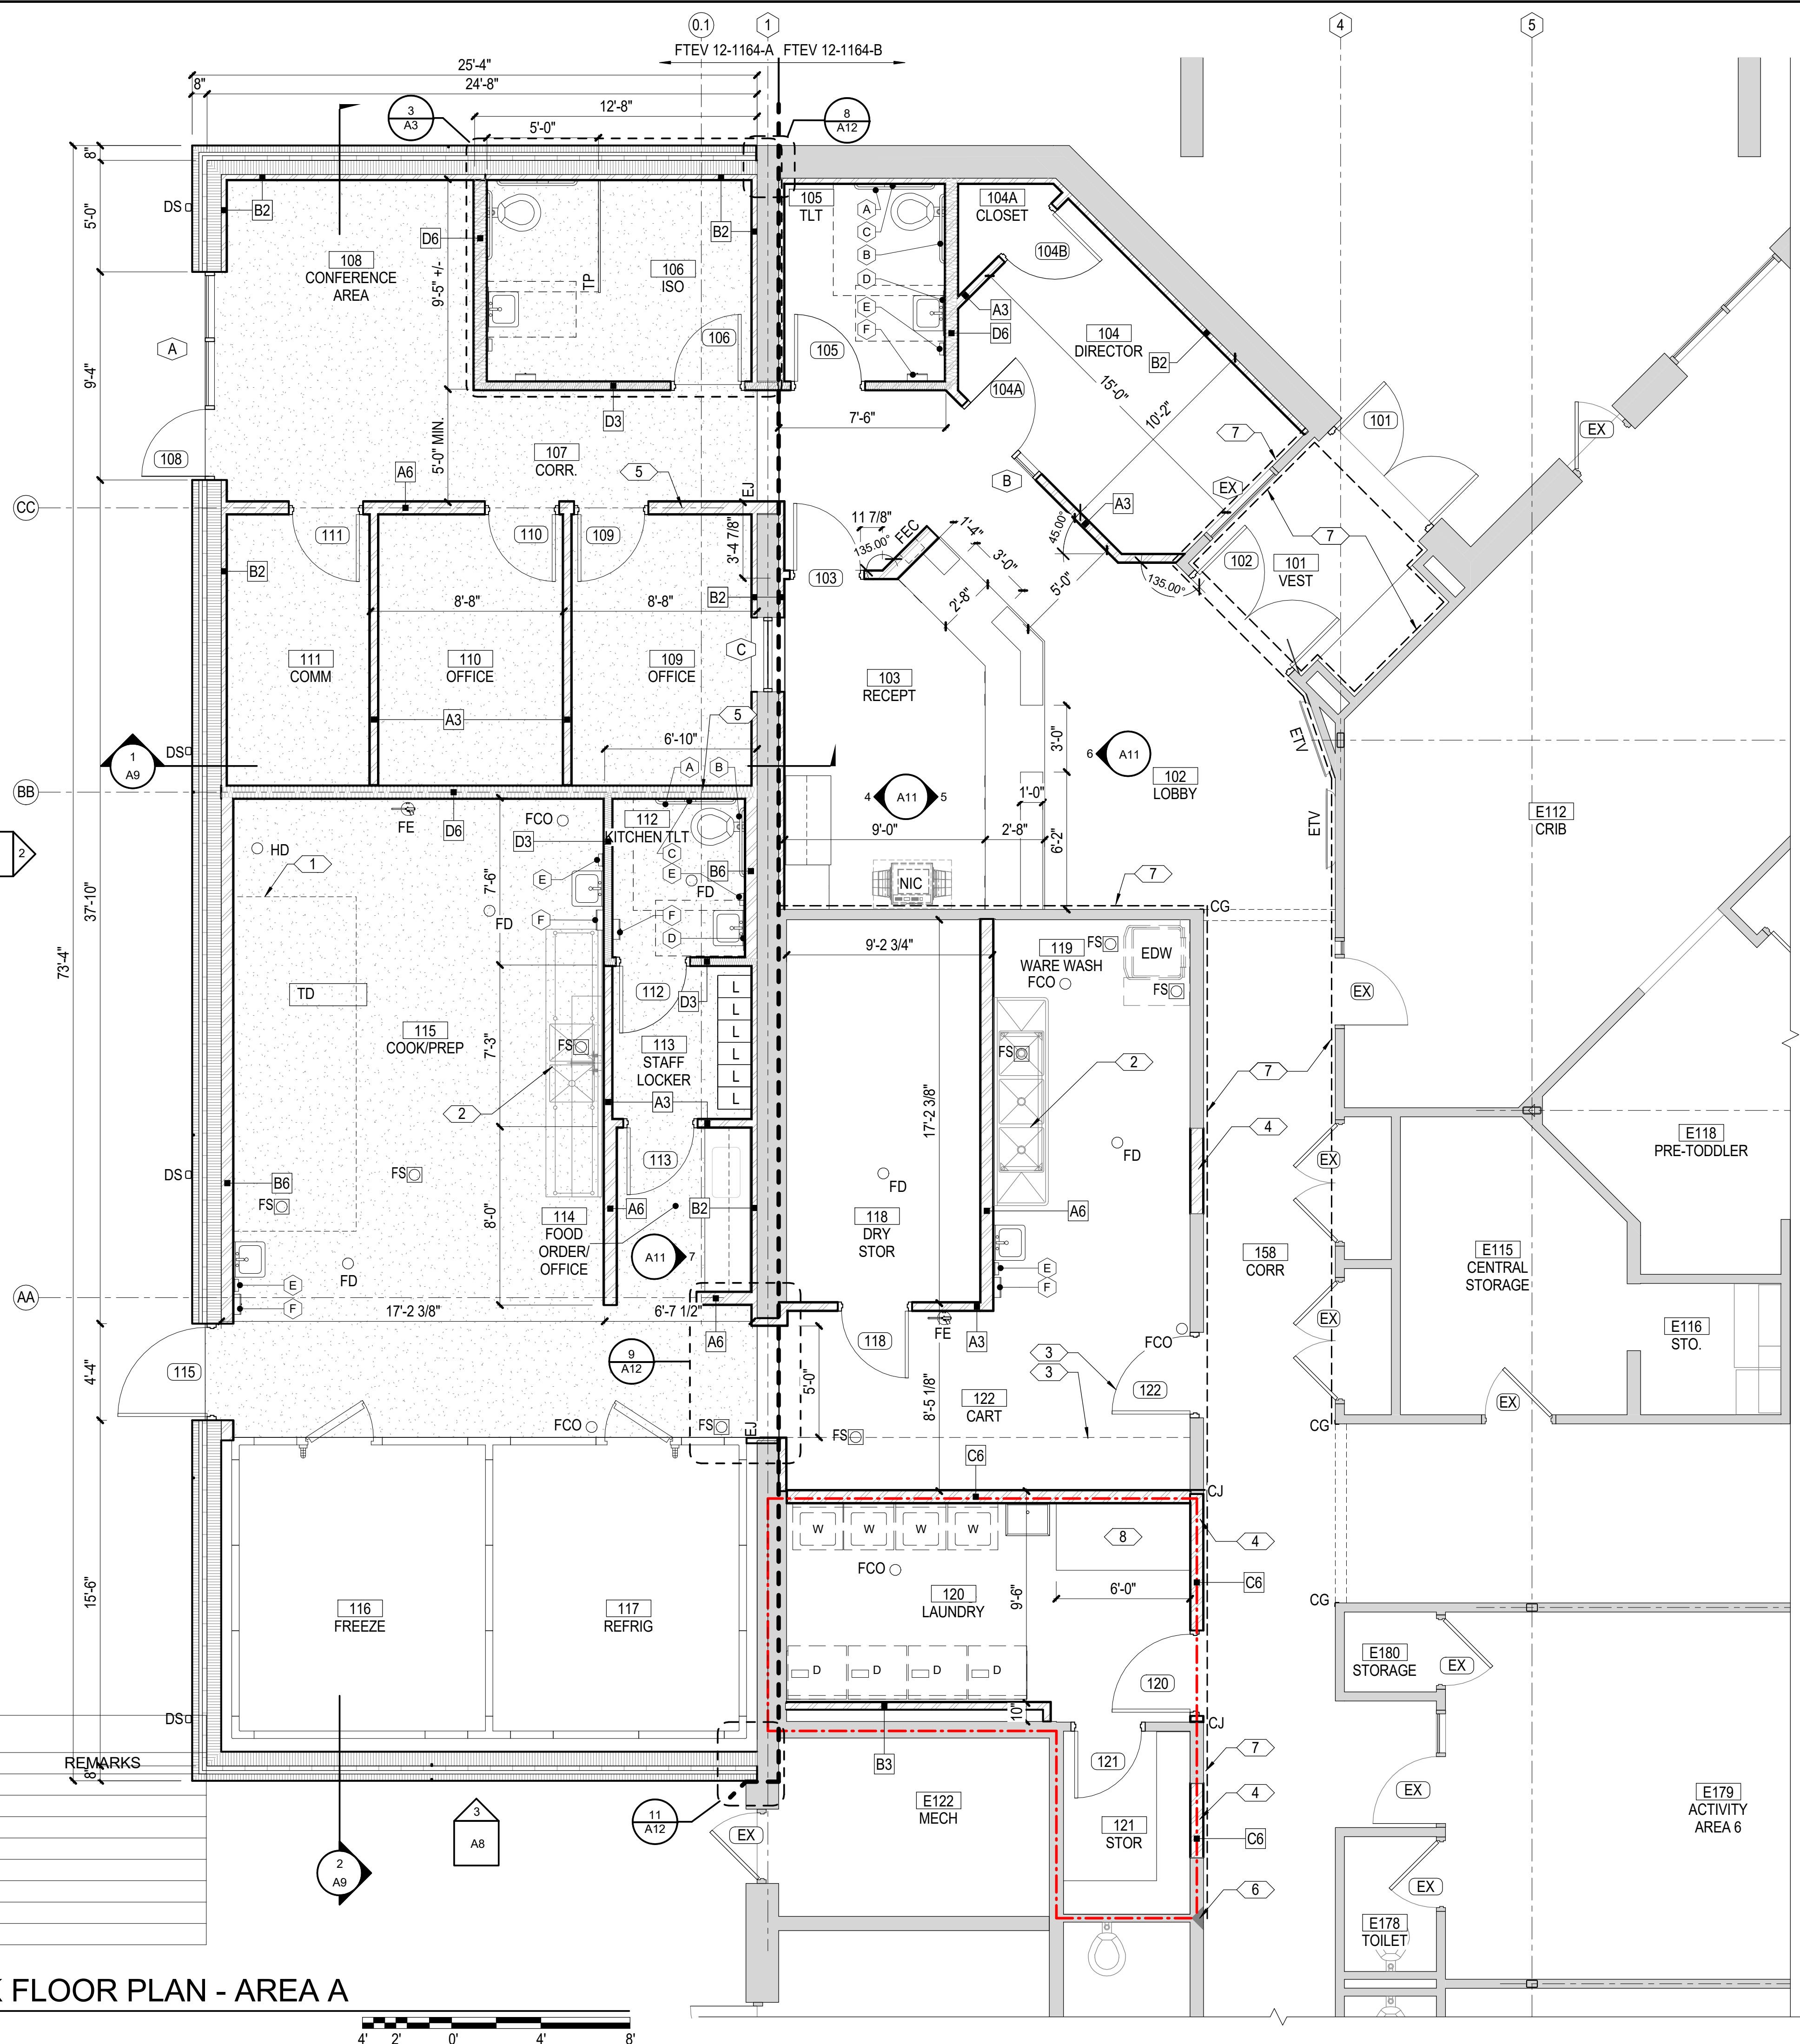 0.1
1
4
5
FTEV 12-1164-A
FTEV 12-1164-B
25'-4"
8"
24'-8"
12'-8"
5'-0"
3
A3
8
A12
8"
5'-0"
9'-4"
DS
B2
B2
D6
B2
108
CONFERENCE
AREA
9'-5" +/-
TP
106
ISO
106
105
TLT
A
C
B
D
E
F
104A
CLOSET
104B
A3
D6
104
DIRECTOR
B2
15'-0"
10'-2"
105
104A
7'-6"
A
D3
108
107
CORR.
5'-0" MIN.
A6
5
EJ
CC
B
EX
7
101
EX
A3
45.00°
135.00°
11 7/8"
135.00°
FEC
1'-4"
3'-0"
2'-8"
5'-0"
102
101
VEST
7
111
110
109
103
3'-4 7/8"
B2
8'-8"
8'-8"
B2
111
COMM
110
OFFICE
109
OFFICE
C
103
RECEPT
A3
5
6'-10"
A
B
1
A9
DS
BB
2
3'-0"
6
A11
102
LOBBY
4
A11
5
1'-0"
9'-0"
2'-8"
6'-2"
NIC
ETV
ETV
E112
CRIB
FE
D6
FCO
D3
112
KITCHEN TLT
C
E
FD
B6
F
D
HD
1
7'-6"
E
F
FD
7
CG
73'-4"
37'-10"
TD
115
COOK/PREP
7'-3"
FS
2
112
D3
113
STAFF
LOCKER
L
L
L
L
L
L
A3
9'-2 3/4"
119
WARE WASH
FCO
FS
EDW
FS
FS
2
17'-2 3/8"
FD
EX
7
4
E118
PRE-TODDLER
EX
DS
B6
FS
FS
8'-0"
113
A6
B2
114
FOOD
ORDER/
OFFICE
A11
7
FD
118
DRY
STOR
A6
E
F
158
CORR
E115
CENTRAL
STORAGE
EX
E116
STO.
AA
FD
E
F
17'-2 3/8"
6'-7 1/2"
A6
FE
A3
FCO
118
115
4'-4"
9
A12
5'-0"
8'-5 1/8"
3
3
122
122
CART
EX
CG
FCO
FS
EJ
FS
C6
CJ
15'-6"
W
W
W
W
8
4
FCO
6'-0"
C6
116
FREEZE
117
REFRIG
120
LAUNDRY
9'-6"
CG
D
D
D
D
120
E180
STORAGE
EX
DS
10"
CJ
REMARKS
8"
B3
121
7
4
EX
E122
MECH
121
STOR
C6
E179
ACTIVITY
AREA 6
3
A8
11
A12
EX
2
A9
6
EX
E178
TOILET
K FLOOR PLAN - AREA A
4'
2'
0'
4'
8'